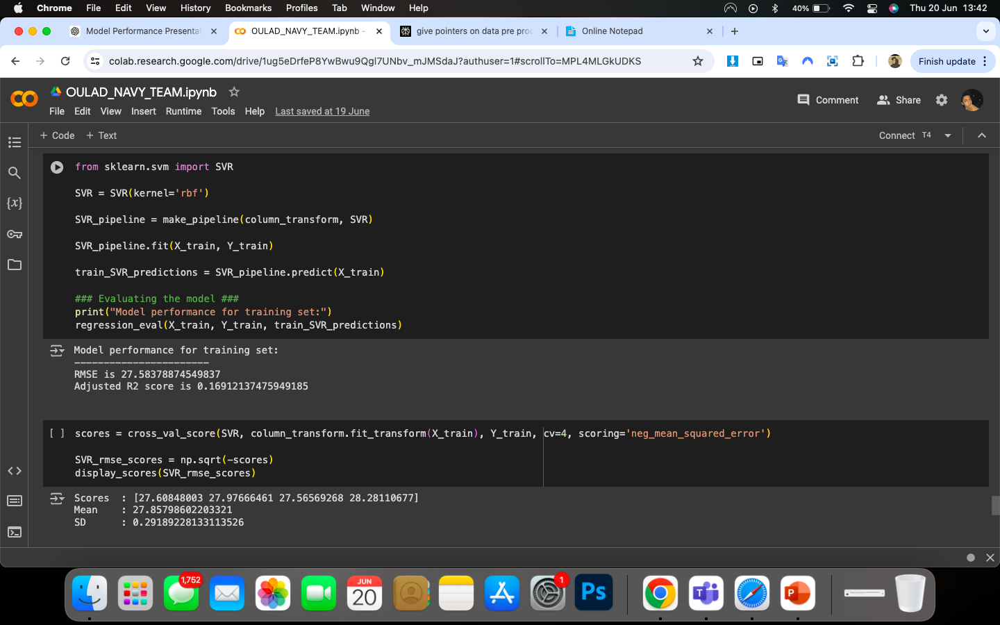 Chrome File Edit View History Bookmarks Profiles Tab Window Help 40% Thu 20 Jun 13:42
Model Performance Presentat OULAD_NAVY_TEAM.ipynb - give pointers on data pre proc Online Notepad
colab.research.google.com/drive/1ug5eDrfeP8YwBwu9Qgl7UNbv_mJMSdaJ?authuser=1#scrollTo=MPL4MLGkUDKS Finish update
OULAD_NAVY_TEAM.ipynb
File Edit View Insert Runtime Tools Help Last saved at 19 June Comment Share
+ Code + Text Connect T4
from sklearn.svm import SVR
SVR = SVR(kernel='rbf')
SVR_pipeline = make_pipeline(column_transform, SVR)
SVR_pipeline.fit(X_train, Y_train)
train_SVR_predictions = SVR_pipeline.predict(X_train)
### Evaluating the model ###
print("Model performance for training set:")
regression_eval(X_train, Y_train, train_SVR_predictions)
Model performance for training set:
-----------------------
RMSE is 27.58378874549837
Adjusted R2 score is 0.16912137475949185
[ ] scores = cross_val_score(SVR, column_transform.fit_transform(X_train), Y_train, cv=4, scoring='neg_mean_squared_error')
SVR_rmse_scores = np.sqrt(-scores)
display_scores(SVR_rmse_scores)
Scores : [27.60848003 27.97666461 27.56569268 28.28110677]
Mean : 27.85798602203321
SD : 0.29189228133113526
{x}
1,752
JUN
20
1
Ps
P